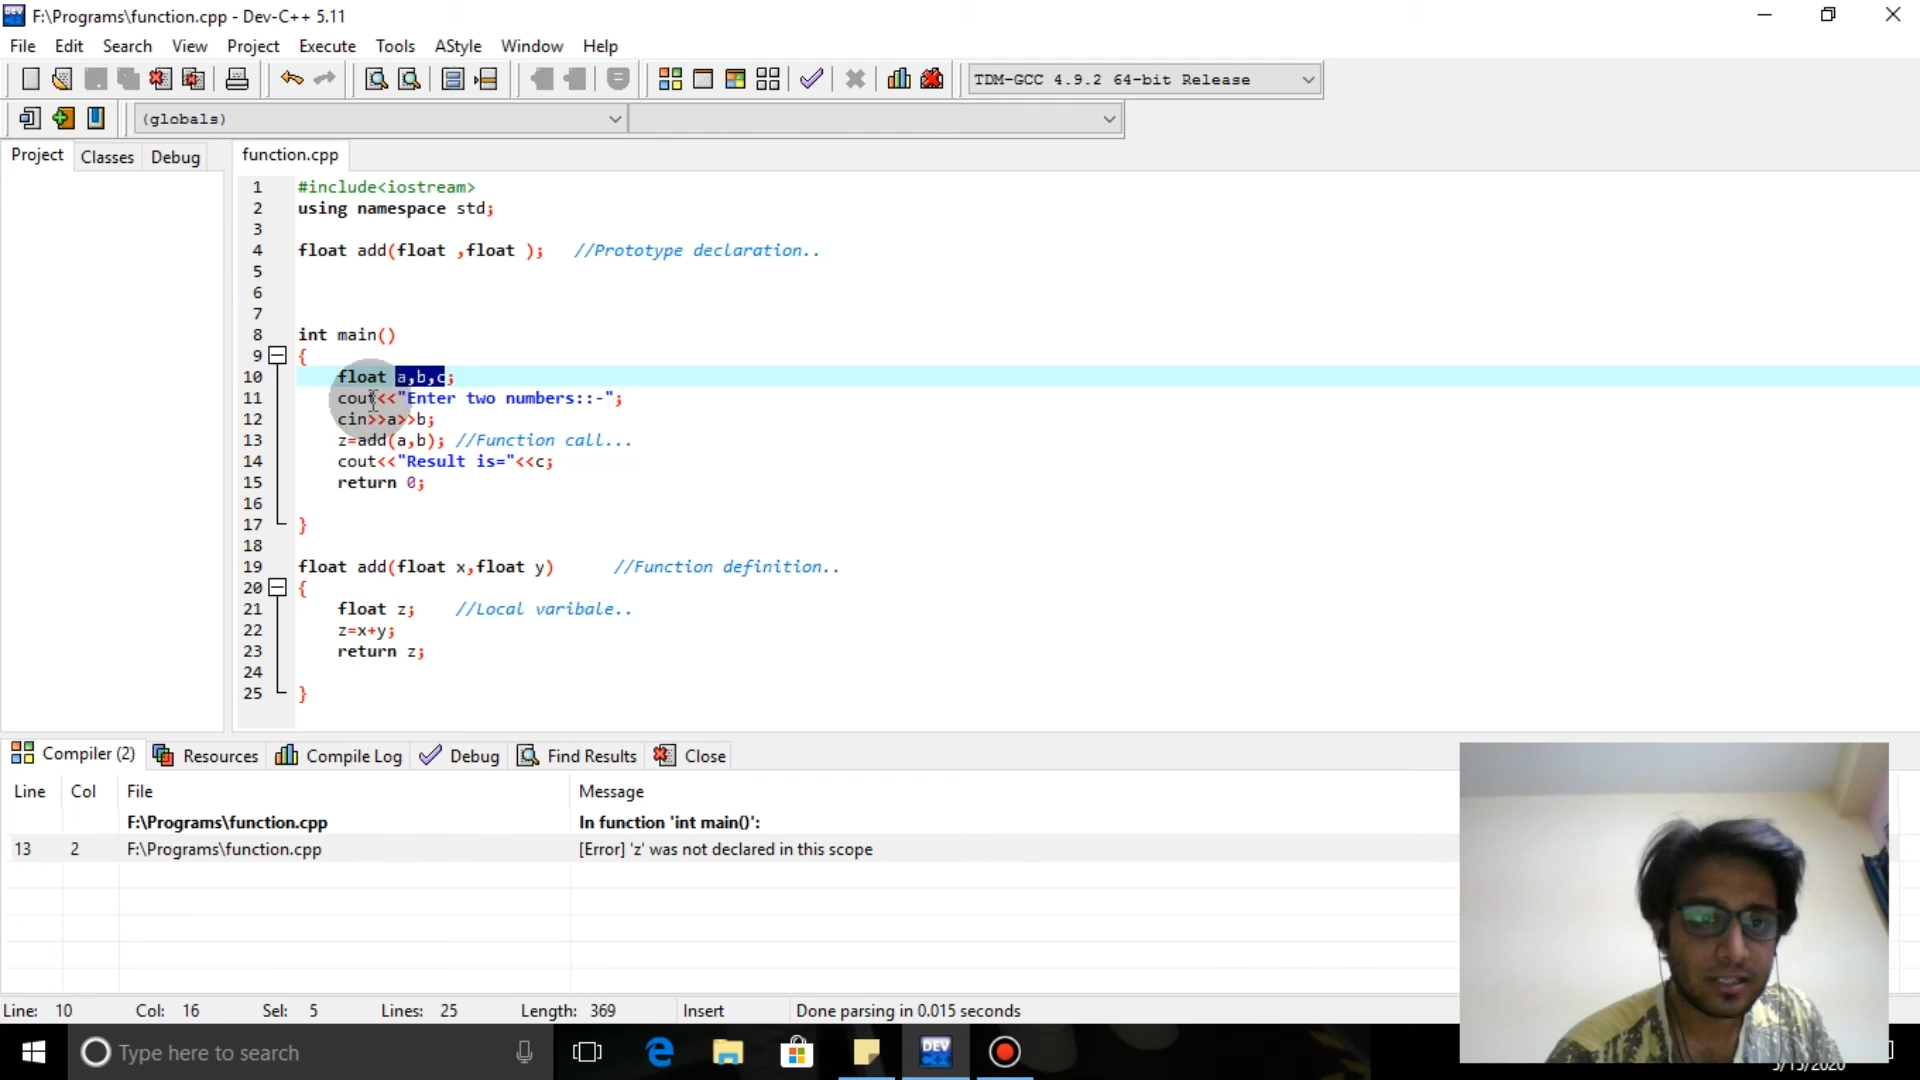 F:\Programs\function.cpp - Dev-C++ 5.11
File Edit Search View Project Execute Tools AStyle Window Help
TDM-GCC 4.9.2 64-bit Release
(globals)
Project Classes Debug function.cpp
1 #include<iostream>
2 using namespace std;
3
4 float add(float ,float ); //Prototype declaration..
5
6
7
8 int main()
9 {
10 float a,b,c;
11 cout<<"Enter two numbers::-";
12 cin>>a>>b;
13 z=add(a,b); //Function call...
14 cout<<"Result is="<<c;
15 return 0;
16
17 }
18
19 float add(float x,float y) //Function definition..
20 {
21 float z; //Local varibale..
22 z=x+y;
23 return z;
24
25 }
Compiler (2) Resources Compile Log Debug Find Results Close
Line Col File Message
F:\Programs\function.cpp In function 'int main()':
13 2 F:\Programs\function.cpp [Error] 'z' was not declared in this scope
Line: 10 Col: 16 Sel: 5 Lines: 25 Length: 369 Insert Done parsing in 0.015 seconds
Type here to search
DEV C++
5/15/2020